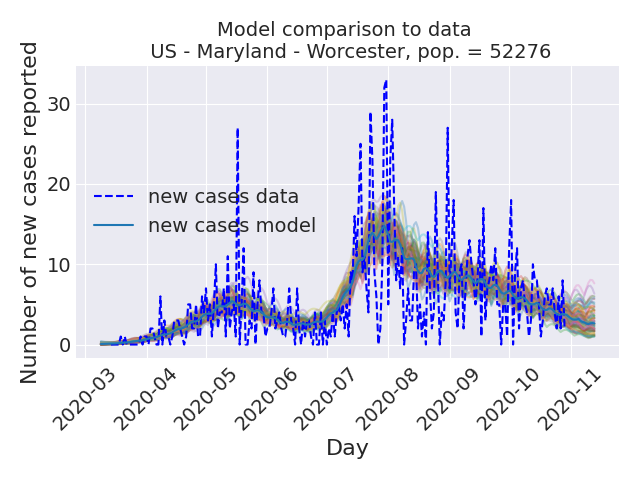 Model comparison to data
US - Maryland - Worcester, pop. = 52276
Number of new cases reported
30
20
10
0
new cases data
new cases model
2020-03
2020-04
2020-05
2020-06
2020-07
2020-08
2020-09
2020-10
2020-11
Day